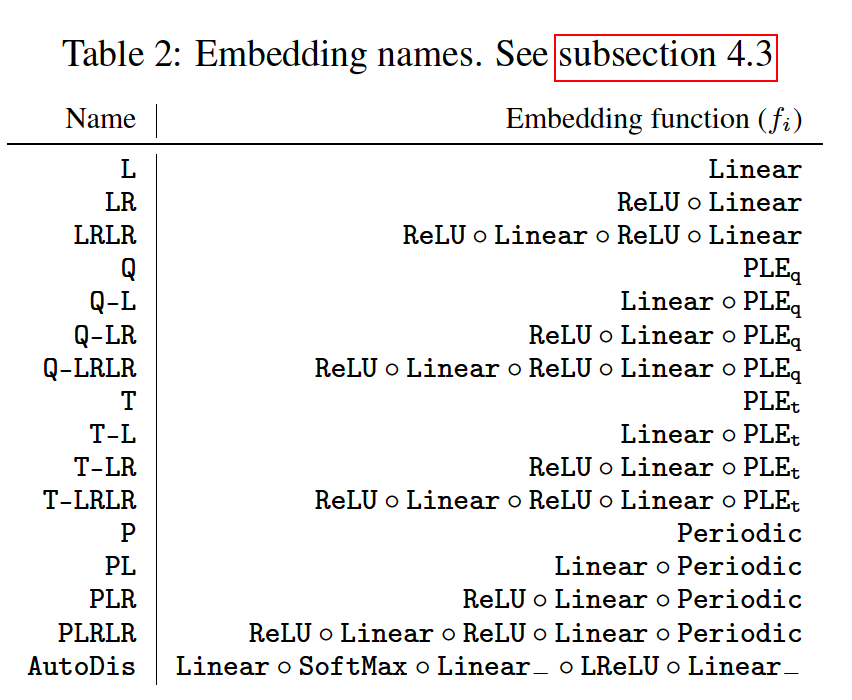 Table 2: Embedding names. See subsection 4.3
Name Embedding function (fᵢ)
L Linear
LR ReLU ∘ Linear
LRLR ReLU ∘ Linear ∘ ReLU ∘ Linear
Q PLE_q
Q-L Linear ∘ PLE_q
Q-LR ReLU ∘ Linear ∘ PLE_q
Q-LRLR ReLU ∘ Linear ∘ ReLU ∘ Linear ∘ PLE_q
T PLE_t
T-L Linear ∘ PLE_t
T-LR ReLU ∘ Linear ∘ PLE_t
T-LRLR ReLU ∘ Linear ∘ ReLU ∘ Linear ∘ PLE_t
P Periodic
PL Linear ∘ Periodic
PLR ReLU ∘ Linear ∘ Periodic
PLRLR ReLU ∘ Linear ∘ ReLU ∘ Linear ∘ Periodic
AutoDis Linear ∘ SoftMax ∘ Linear_ ∘ LReLU ∘ Linear_